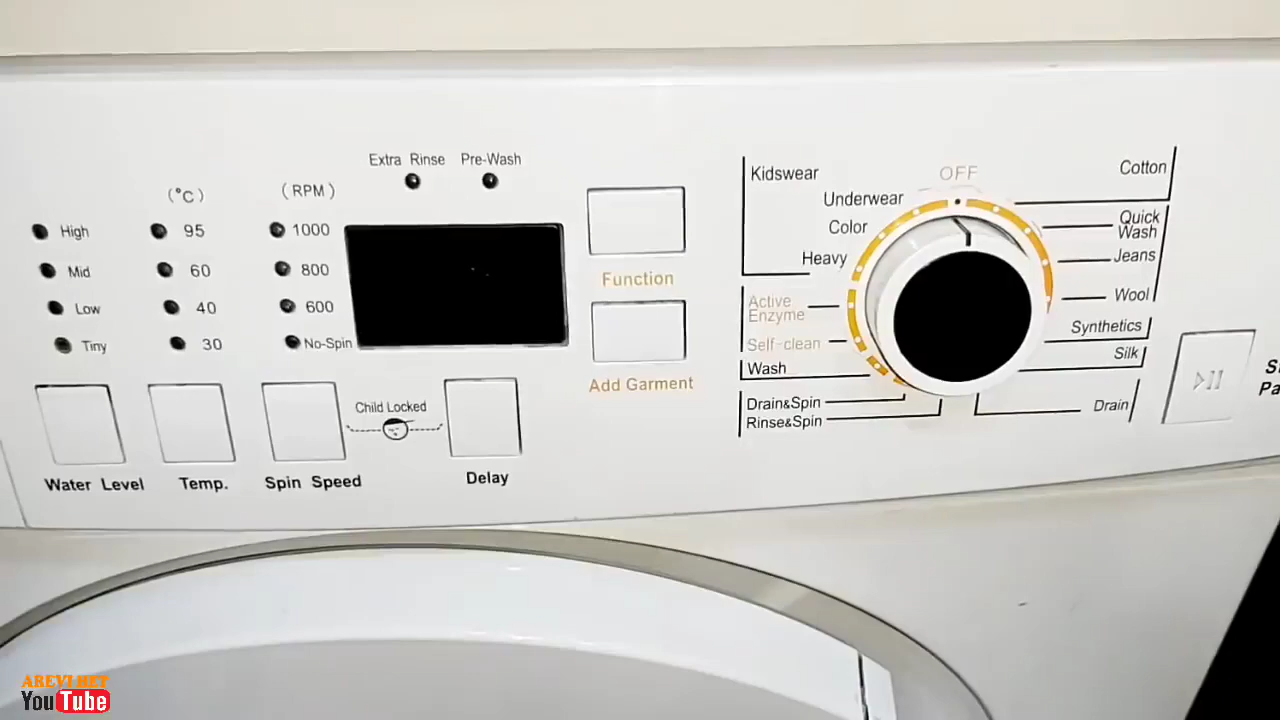 Extra Rinse
Pre-Wash
(°C)
(RPM)
High
95
1000
Mid
60
800
Low
40
600
Tiny
30
No-Spin
Water Level
Temp.
Spin Speed
Child Locked
Delay
Function
Add Garment
OFF
Kidswear
Underwear
Color
Heavy
Active
Enzyme
Self-clean
Wash
Drain&Spin
Rinse&Spin
Cotton
Quick
Wash
Jeans
Wool
Synthetics
Silk
Drain
YouTube